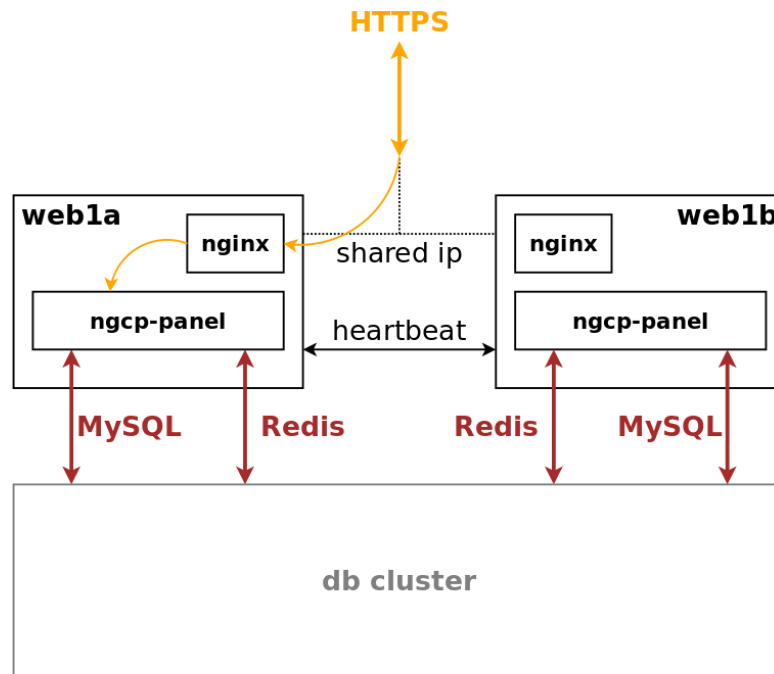 HTTPS
web1a
web1b
nginx
nginx
shared ip
ngcp-panel
heartbeat
ngcp-panel
MySQL
Redis
Redis
MySQL
db cluster